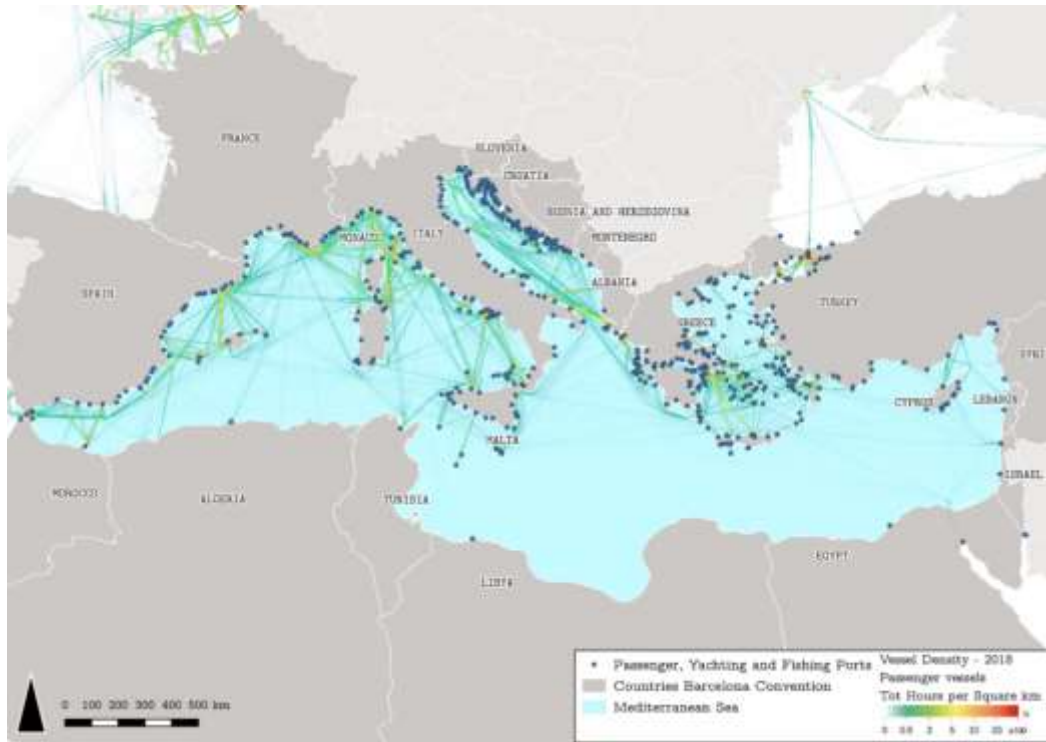 FRANCE
SLOVENIA
CROATIA
BOSNIA AND HERZEGOVINA
MONACO
ITALY
MONTENEGRO
ALBANIA
SPAIN
GREECE
TURKEY
CYPRUS
LEBANON
MALTA
ISRAEL
MOROCCO
ALGERIA
TUNISIA
EGYPT
LIBYA
Passenger, Yachting and Fishing Ports
Countries Barcelona Convention
Mediterranean Sea
Vessel Density - 2018
Passenger vessels
Tot Hours per Square km
0 100 200 300 400 500 km